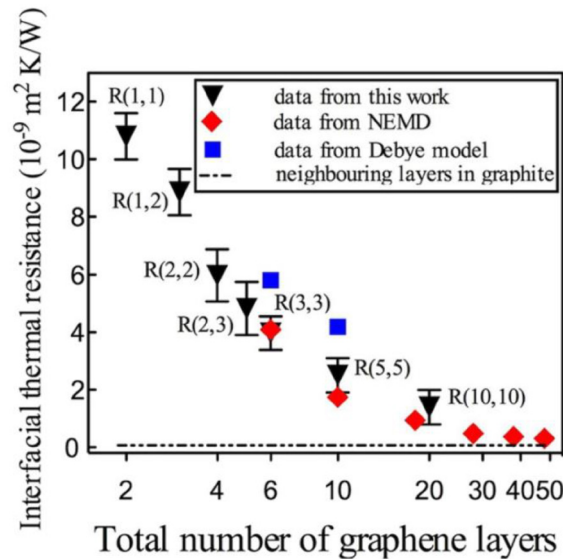 Interfacial thermal resistance (10⁻⁹ m² K/W)
12
10
8
6
4
2
0
R(1,1)
R(1,2)
R(2,2)
R(2,3)
R(3,3)
R(5,5)
R(10,10)
data from this work
data from NEMD
data from Debye model
neighbouring layers in graphite
2 4 6 10 20 30 40 50
Total number of graphene layers